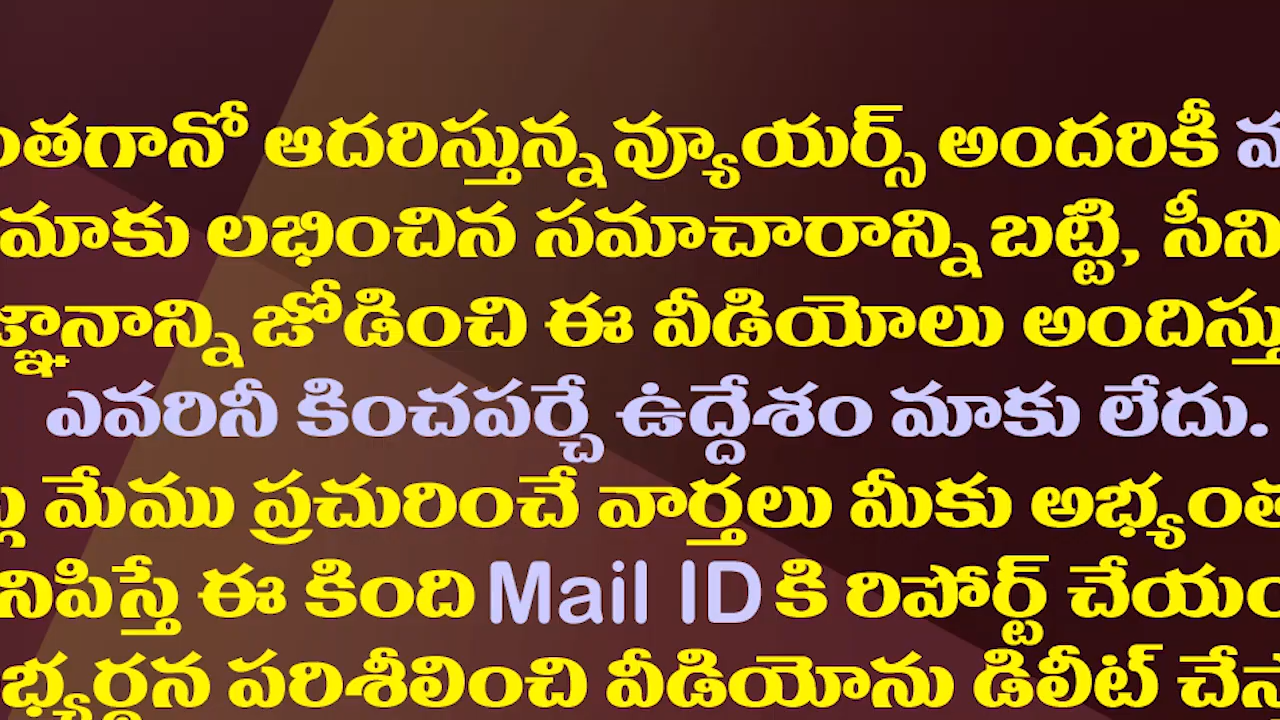 ంతగానో ఆదరిస్తున్న వ్యూయర్స్ అందరికీ
మాకు లభించిన సమాచారాన్ని బట్టి, సీని
జ్ఞానాన్ని జోడించి ఈ వీడియోలు అందిస్తు
ఎవరినీ కించపర్చే ఉద్దేశం మాకు లేదు.
మేము ప్రచురించే వార్తలు మీకు అభ్యంత
నిపిస్తే ఈ కింది Mail ID కి రిపోర్ట్ చేయం
భ్యర్థన పరిశీలించి వీడియోను డిలీట్ చేస